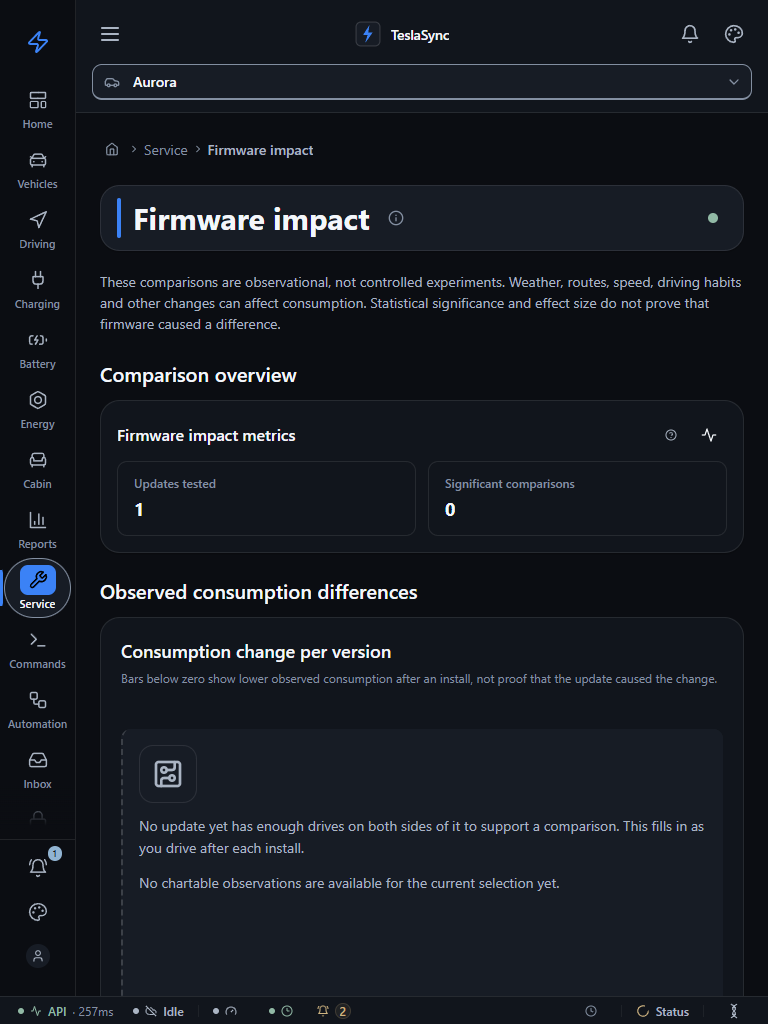 TeslaSync
Aurora
Home
Vehicles
Driving
Charging
Battery
Energy
Cabin
Reports
Service
Commands
Automation
Inbox
1
Service
Firmware impact
Firmware impact
These comparisons are observational, not controlled experiments. Weather, routes, speed, driving habits
and other changes can affect consumption. Statistical significance and effect size do not prove that
firmware caused a difference.
Comparison overview
Firmware impact metrics
Updates tested
1
Significant comparisons
0
Observed consumption differences
Consumption change per version
Bars below zero show lower observed consumption after an install, not proof that the update caused the change.
No update yet has enough drives on both sides of it to support a comparison. This fills in as
you drive after each install.
No chartable observations are available for the current selection yet.
API · 257ms
Idle
2
Status